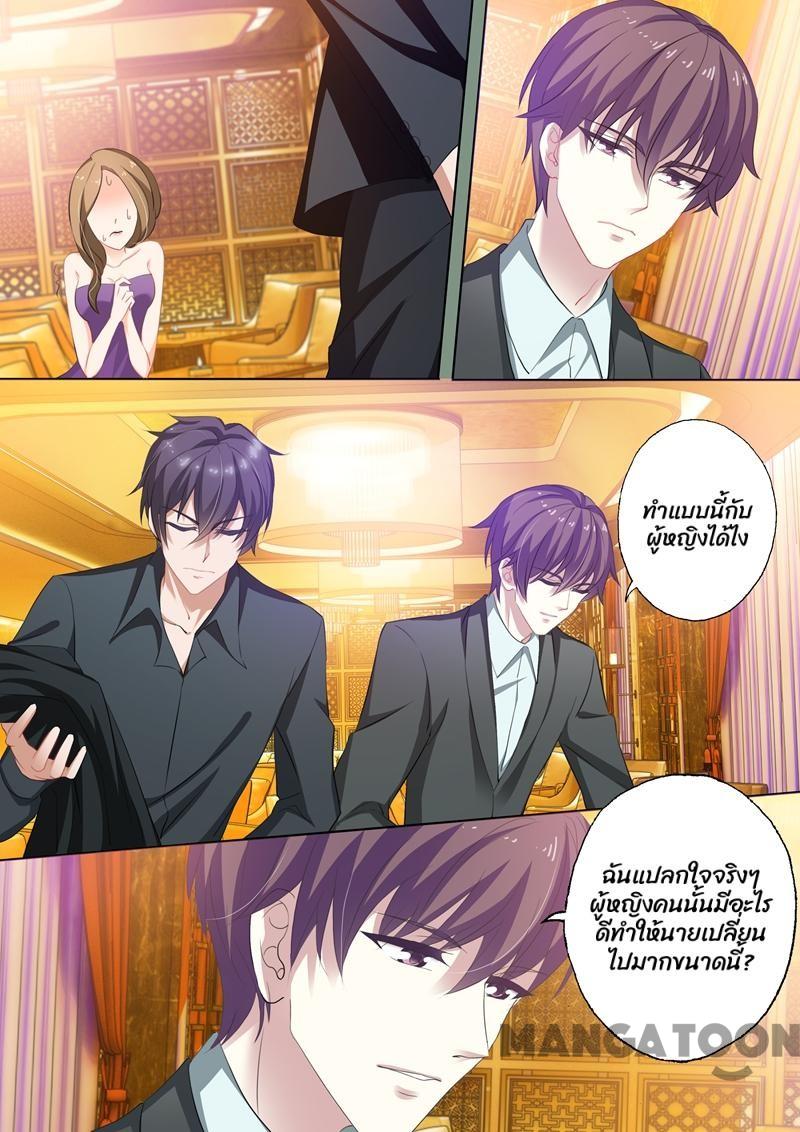 ทำแบบนี้กับ
ผู้หญิงได้ไง
ฉันแปลกใจจริงๆ
ผู้หญิงคนนั้นมีอะไร
ดีทำให้นายเปลี่ยน
ไปมากขนาดนี้?
MANGATOON